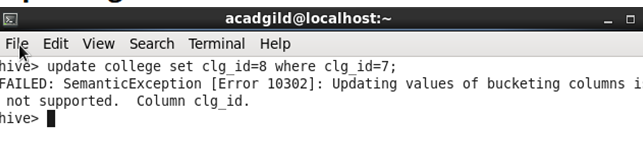 acadgild@localhost:~
File Edit View Search Terminal Help
hive> update college set clg_id=8 where clg_id=7;
FAILED: SemanticException [Error 10302]: Updating values of bucketing columns i
not supported.  Column clg_id.
hive>